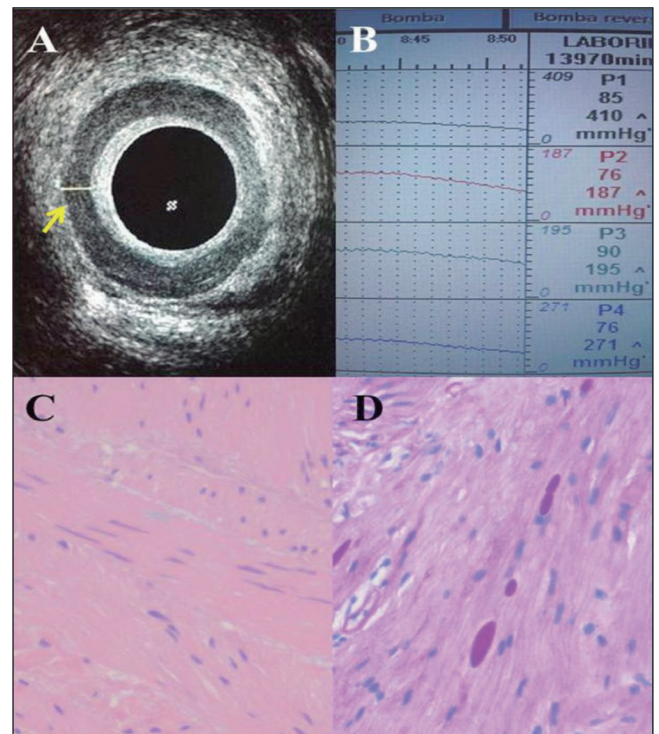 A
B
Bomba
Bomba rever
0
8:45
8:50
LABORI
13970min
409
P1
85
410 ^
mmHg*
0
187
P2
76
187 ^
mmHg*
0
195
P3
90
195 ^
mmHg*
0
271
P4
76
271 ^
mmHg*
0
C
D